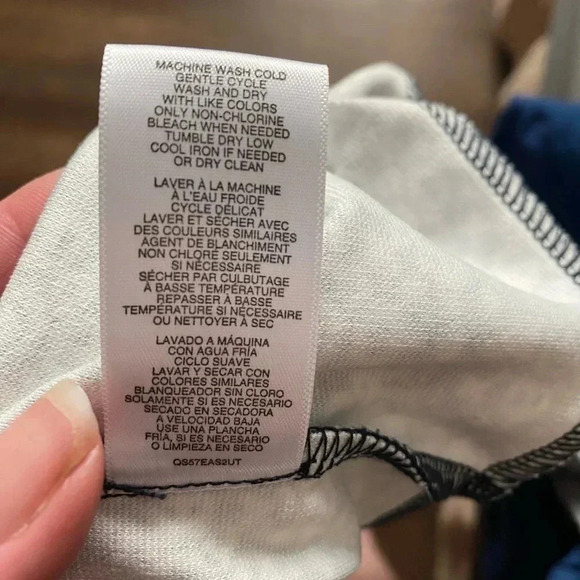 MACHINE WASH COLD
GENTLE CYCLE
WASH AND DRY
WITH LIKE COLORS
ONLY NON-CHLORINE
BLEACH WHEN NEEDED
TUMBLE DRY LOW
COOL IRON IF NEEDED
OR DRY CLEAN
LAVER À LA MACHINE
À L'EAU FROIDE
CYCLE DÉLICAT
LAVER ET SÉCHER AVEC
DES COULEURS SIMILAIRES
AGENT DE BLANCHIMENT
NON CHLORÉ SEULEMENT
SI NÉCESSAIRE
SÉCHER PAR CULBUTAGE
À BASSE TEMPÉRATURE
REPASSER À BASSE
TEMPÉRATURE SI NÉCESSAIRE
OU NETTOYER À SEC
LAVADO A MÁQUINA
CON AGUA FRÍA
CICLO SUAVE
LAVAR Y SECAR CON
COLORES SIMILARES
BLANQUEADOR SIN CLORO
SOLAMENTE SI ES NECESARIO
SECADO EN SECADORA
A VELOCIDAD BAJA
USE UNA PLANCHA
FRÍA, SI ES NECESARIO
O LIMPIEZA EN SECO
QS57EAS2UT